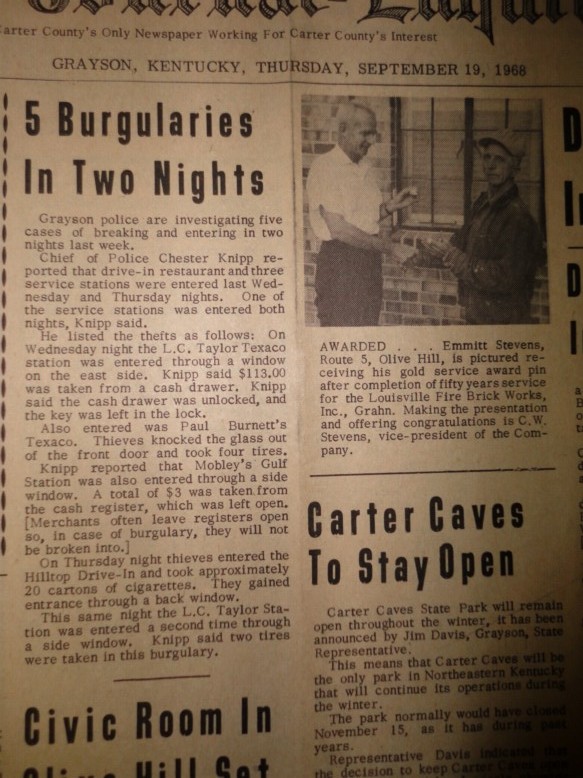 Journal-Enquirer
Carter County's Only Newspaper Working For Carter County's Interest
GRAYSON, KENTUCKY, THURSDAY, SEPTEMBER 19, 1968
5 Burgularies
In Two Nights
Grayson police are investigating five
cases of breaking and entering in two
nights last week.
Chief of Police Chester Knipp re-
ported that drive-in restaurant and three
service stations were entered last Wed-
nesday and Thursday nights. One of
the service stations was entered both
nights, Knipp said.
He listed the thefts as follows: On
Wednesday night the L.C. Taylor Texaco
station was entered through a window
on the east side. Knipp said $113.00
was taken from a cash drawer. Knipp
said the cash drawer was unlocked, and
the key was left in the lock.
Also entered was Paul Burnett's
Texaco. Thieves knocked the glass out
of the front door and took four tires.
Knipp reported that Mobley's Gulf
Station was also entered through a side
window. A total of $3 was taken from
the cash register, which was left open.
[Merchants often leave registers open
so, in case of burgulary, they will not
be broken into.]
On Thursday night thieves entered the
Hilltop Drive-In and took approximately
20 cartons of cigarettes. They gained
entrance through a back window.
This same night the L.C. Taylor Sta-
tion was entered a second time through
a side window. Knipp said two tires
were taken in this burgulary.
Civic Room In
Olive Hill Set
AWARDED . . . Emmitt Stevens,
Route 5, Olive Hill, is pictured re-
ceiving his gold service award pin
after completion of fifty years service
for the Louisville Fire Brick Works,
Inc., Grahn. Making the presentation
and offering congratulations is C.W.
Stevens, vice-president of the Com-
pany.
Carter Caves
To Stay Open
Carter Caves State Park will remain
open throughout the winter, it has been
announced by Jim Davis, Grayson, State
Representative.
This means that Carter Caves will be
the only park in Northeastern Kentucky
that will continue its operations during
the winter.
The park normally would have closed
November 15, as it has during past
years.
Representative Davis indicated that
the decision to keep Carter Caves open